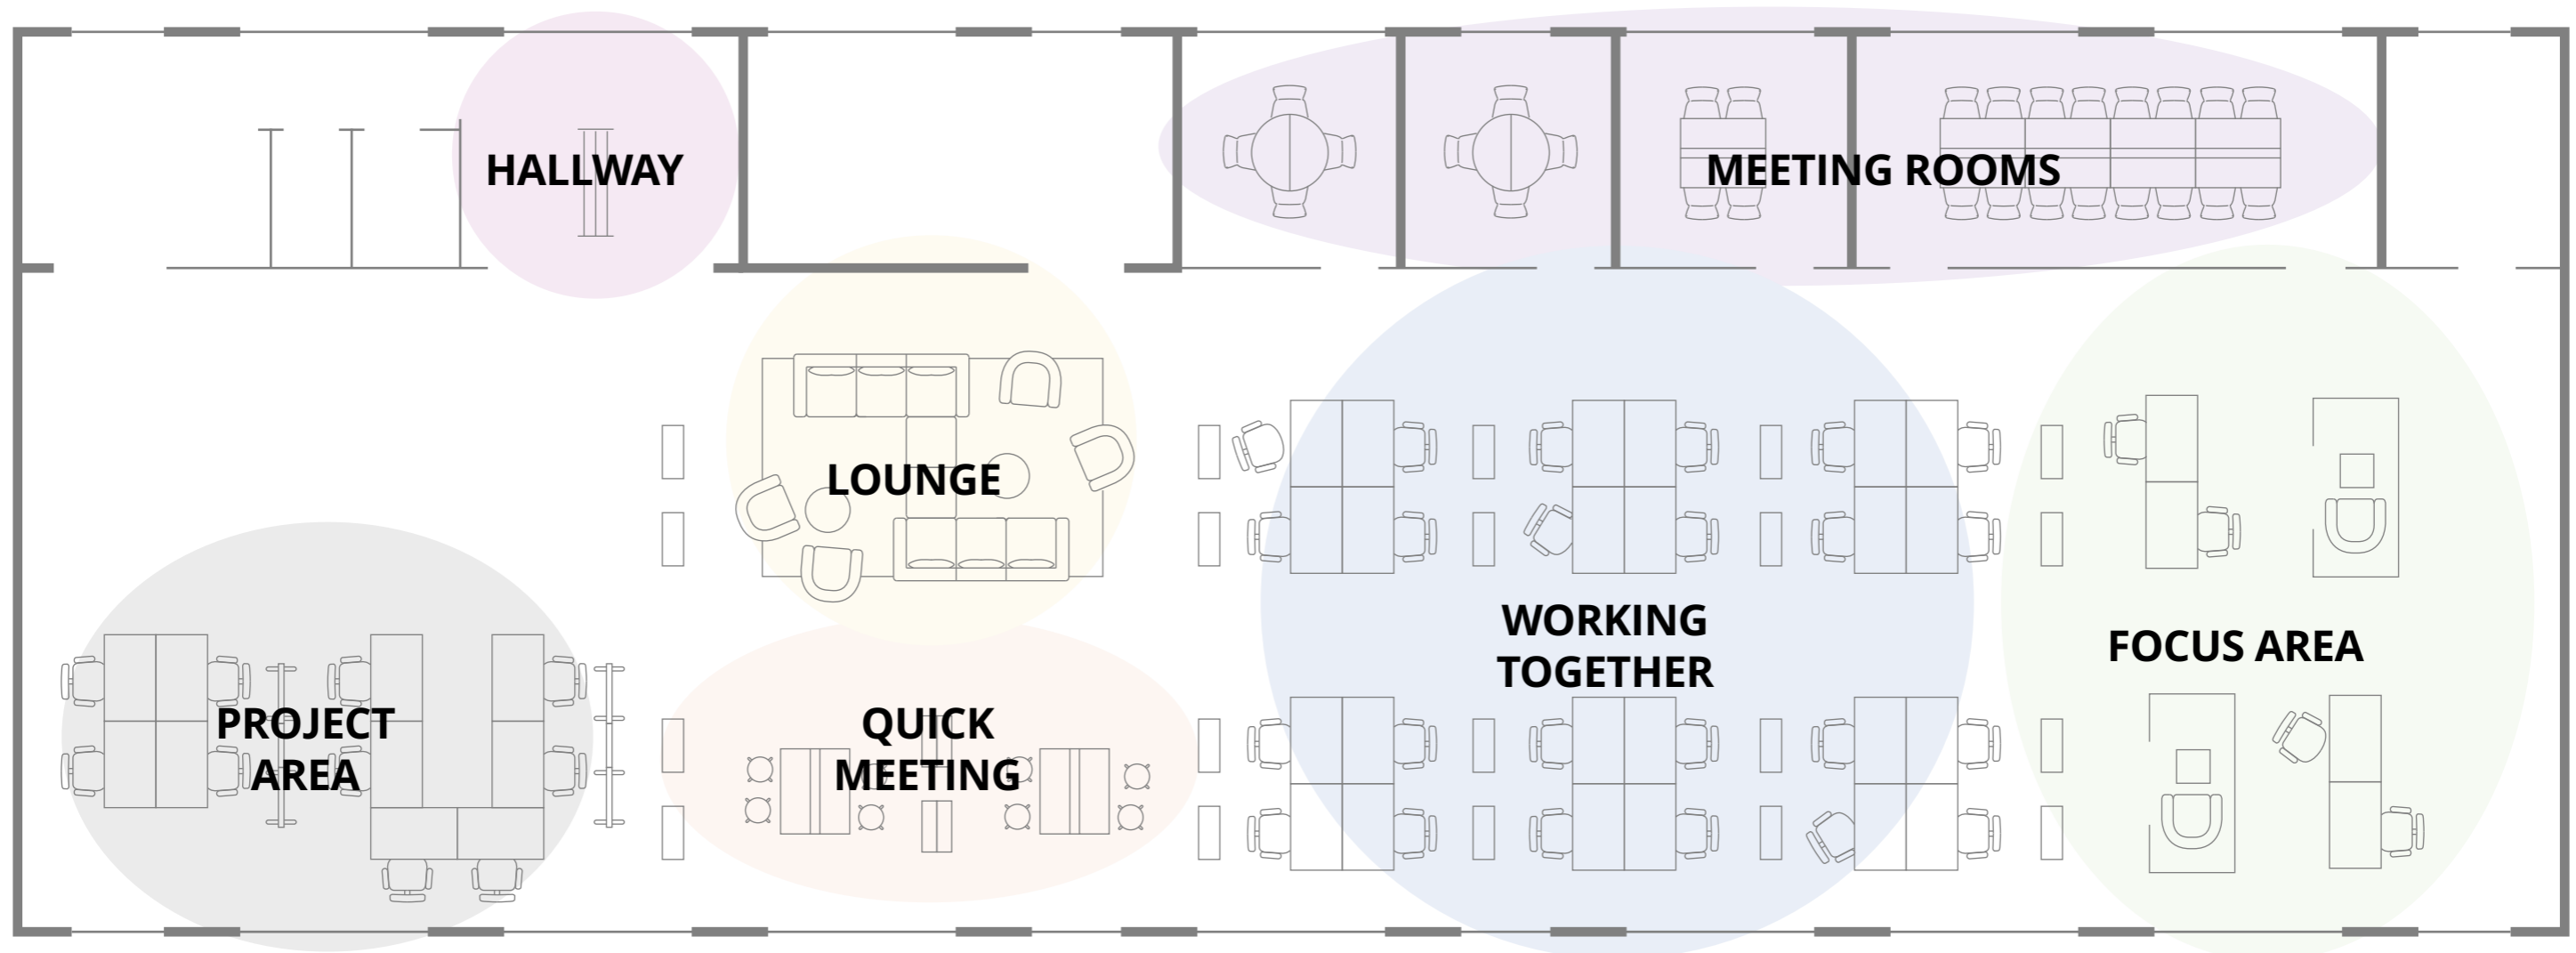 HALLWAY
MEETING ROOMS
LOUNGE
WORKING
TOGETHER
FOCUS AREA
PROJECT
AREA
QUICK
MEETING